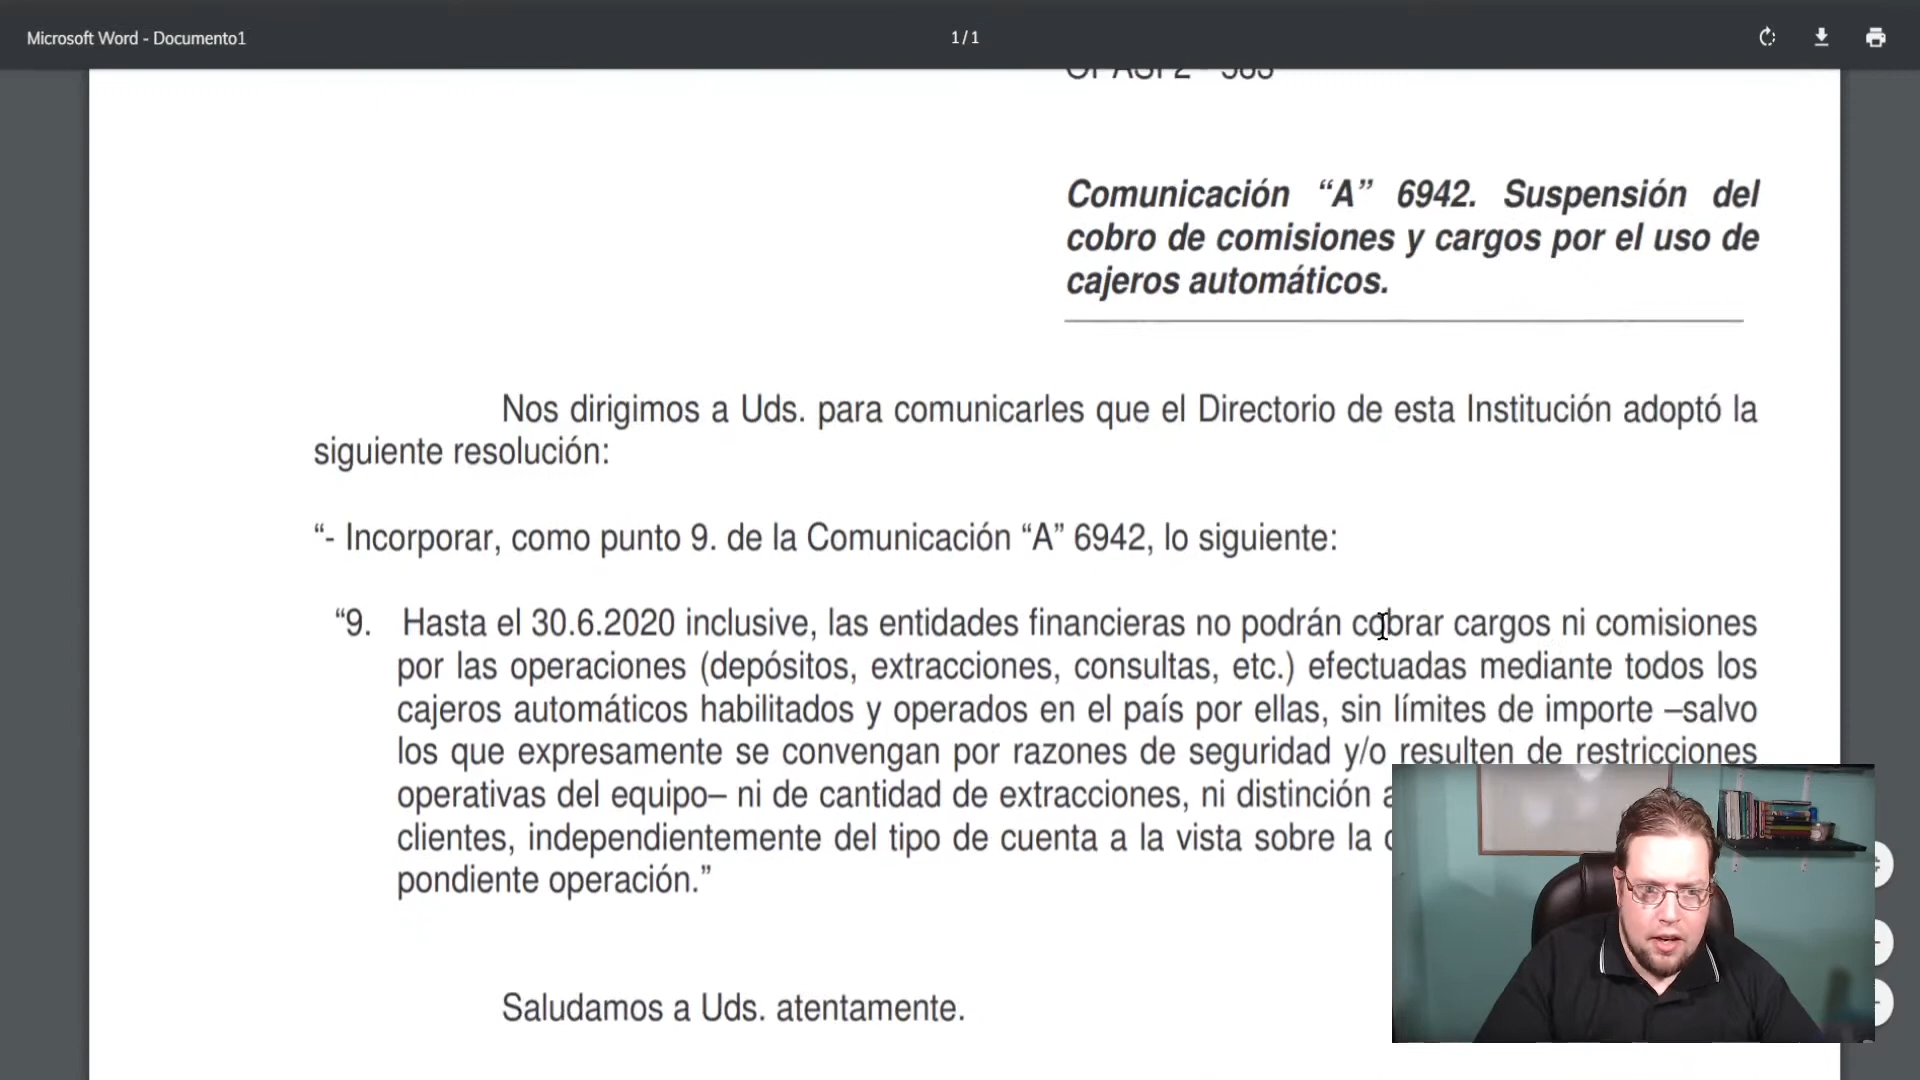 Microsoft Word - Documento1
1 / 1
Comunicación “A” 6942. Suspensión del
cobro de comisiones y cargos por el uso de
cajeros automáticos.
Nos dirigimos a Uds. para comunicarles que el Directorio de esta Institución adoptó la
siguiente resolución:
“- Incorporar, como punto 9. de la Comunicación “A” 6942, lo siguiente:
“9. Hasta el 30.6.2020 inclusive, las entidades financieras no podrán cobrar cargos ni comisiones
por las operaciones (depósitos, extracciones, consultas, etc.) efectuadas mediante todos los
cajeros automáticos habilitados y operados en el país por ellas, sin límites de importe –salvo
los que expresamente se convengan por razones de seguridad y/o resulten de restricciones
operativas del equipo– ni de cantidad de extracciones, ni distinción
clientes, independientemente del tipo de cuenta a la vista sobre la
pondiente operación.”
Saludamos a Uds. atentamente.